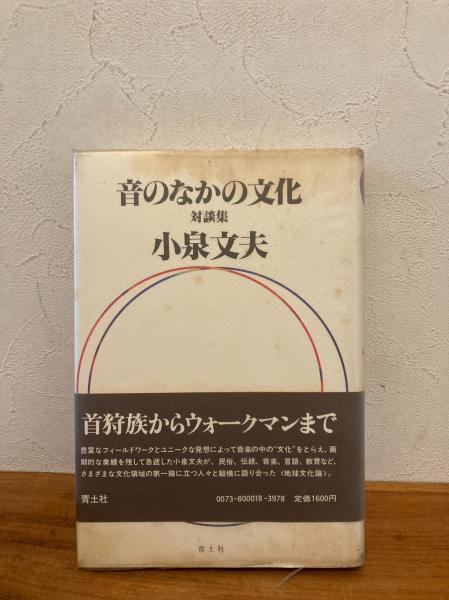 音のなかの文化
対談集
小泉文夫
首狩族からウォークマンまで
豊富なフィールドワークとユニークな発想によって音楽の中の“文化”をとらえ、画
期的な業績を残して急逝した小泉文夫が、民俗、伝統、音楽、言語、教育など、
さまざまな文化領域の第一線に立つ人々と縦横に語り合った〈地球文化論〉。
青土社
0073-800018-3978 定価1600円
青土社